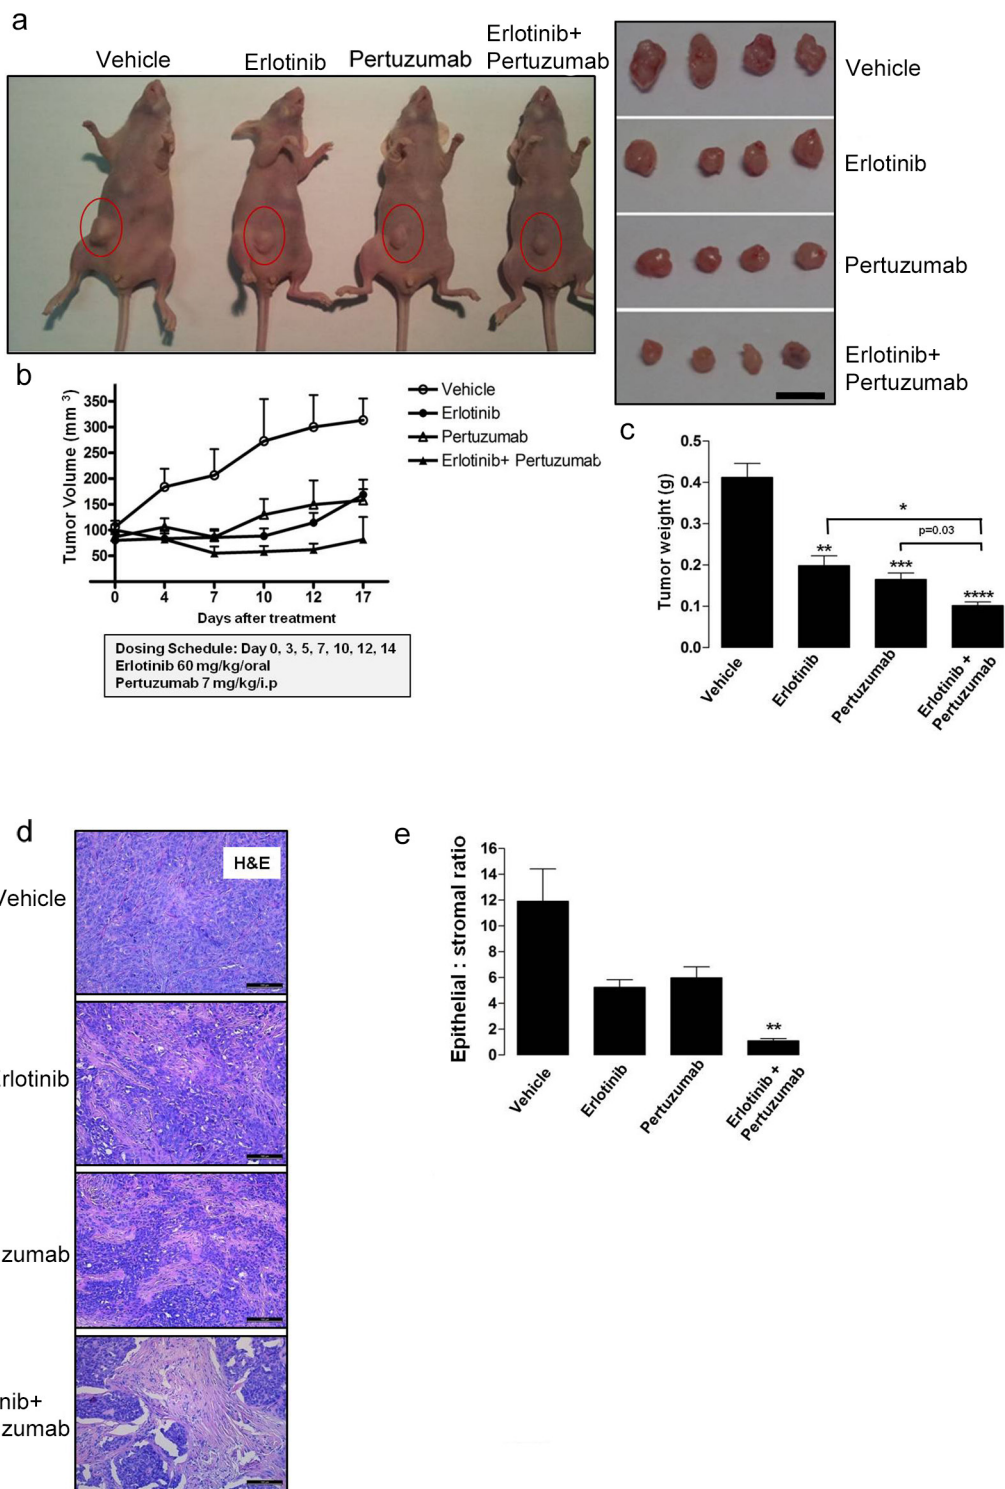 a
Vehicle
Erlotinib
Pertuzumab
Erlotinib+
Pertuzumab
Vehicle
Erlotinib
Pertuzumab
Erlotinib+
Pertuzumab
b
Tumor Volume (mm 3)
350
300
250
200
150
100
50
0 4 7 10 12 17
Days after treatment
Vehicle
Erlotinib
Pertuzumab
Erlotinib+ Pertuzumab
Dosing Schedule: Day 0, 3, 5, 7, 10, 12, 14
Erlotinib 60 mg/kg/oral
Pertuzumab 7 mg/kg/i.p
c
Tumor weight (g)
0.5
0.4
0.3
0.2
0.1
0.0
*
p=0.03
**
***
****
Vehicle
Erlotinib
Pertuzumab
Erlotinib +
Pertuzumab
d
H&E
Vehicle
Erlotinib
zumab
nib+
zumab
e
Epithelial : stromal ratio
16
14
12
10
8
6
4
2
0
**
Vehicle
Erlotinib
Pertuzumab
Erlotinib +
Pertuzumab